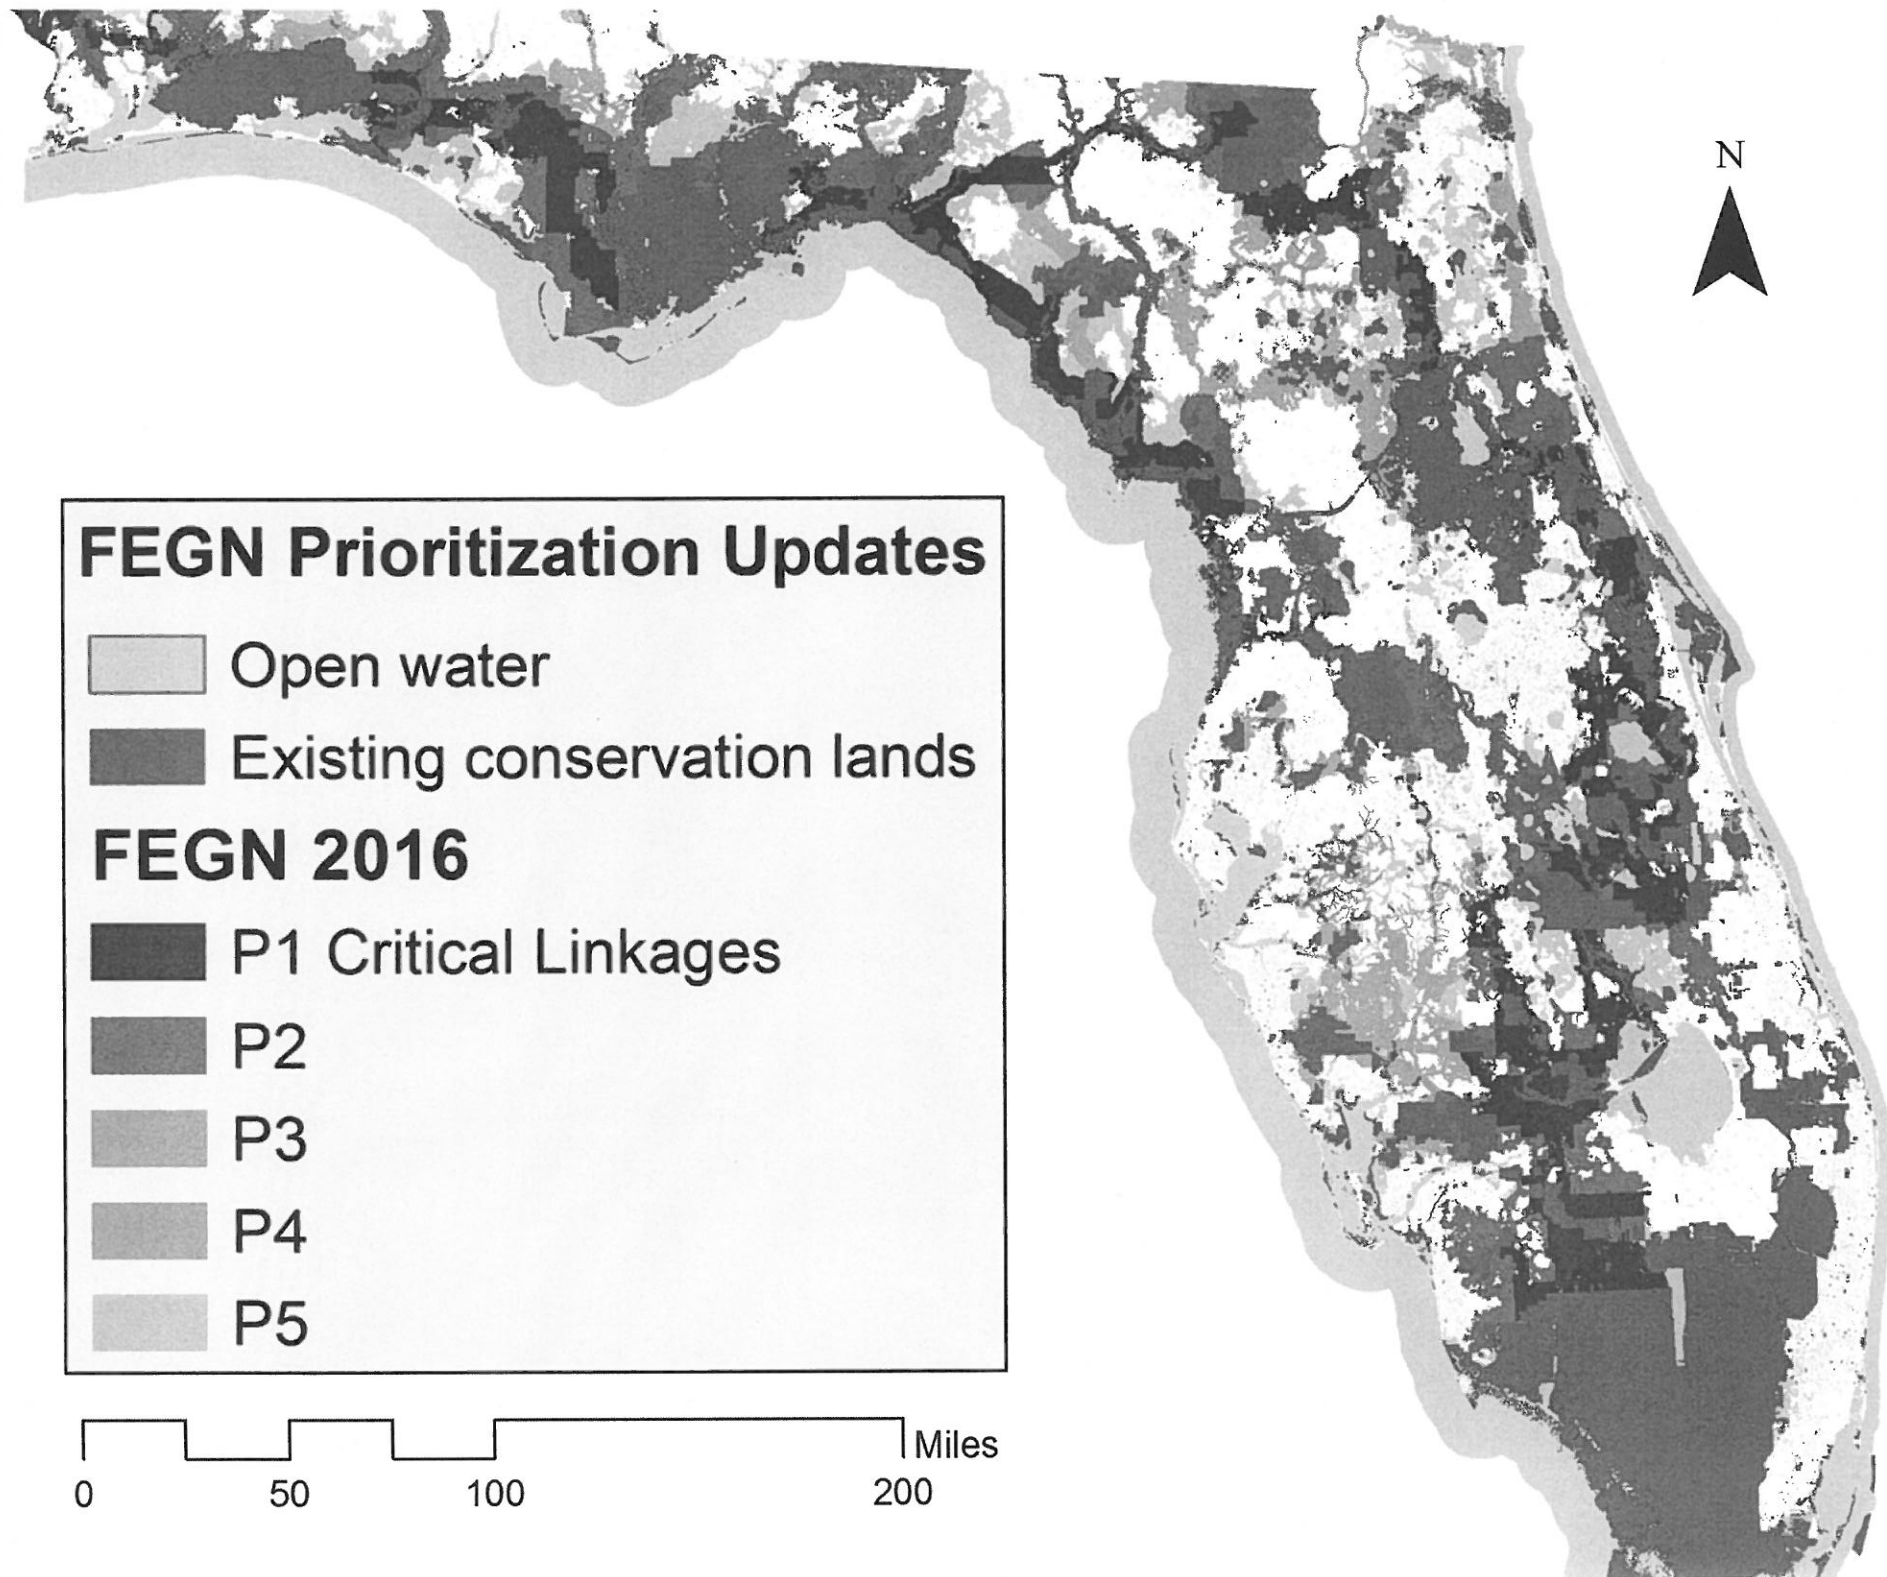 N
FEGN Prioritization Updates
Open water
Existing conservation lands
FEGN 2016
P1 Critical Linkages
P2
P3
P4
P5
Miles
0 50 100 200